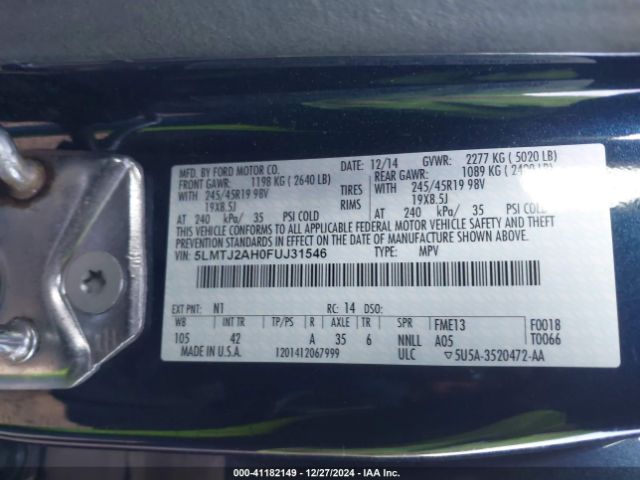 MFD. BY FORD MOTOR CO. DATE: 12/14 GVWR: 2277 KG ( 5020 LB)
FRONT GAWR: 1198 KG ( 2640 LB) REAR GAWR: 1089 KG ( LB)
WITH 245/45R19 98V TIRES WITH 245/45R19 98V
19X8.5J RIMS 19X8.5J
AT 240 kPa/ 35 PSI COLD AT 240 kPa/ 35 PSI COLD
THIS VEHICLE CONFORMS TO ALL APPLICABLE FEDERAL MOTOR VEHICLE SAFETY AND THEFT
PREVENTION STANDARDS IN EFFECT ON THE DATE OF MANUFACTURE SHOWN ABOVE.
VIN: 5LMTJ2AH0FUJ31546 TYPE: MPV
EXT PNT: N1 RC: 14 DSO:
WB INT TR TP/PS R AXLE TR SPR FME13 F0018
105 42 A 35 6 NNLL A05 T0066
MADE IN U.S.A. 1201412067999 ULC ▽5U5A-3520472-AA
000-41182149 - 12/27/2024 - IAA Inc.